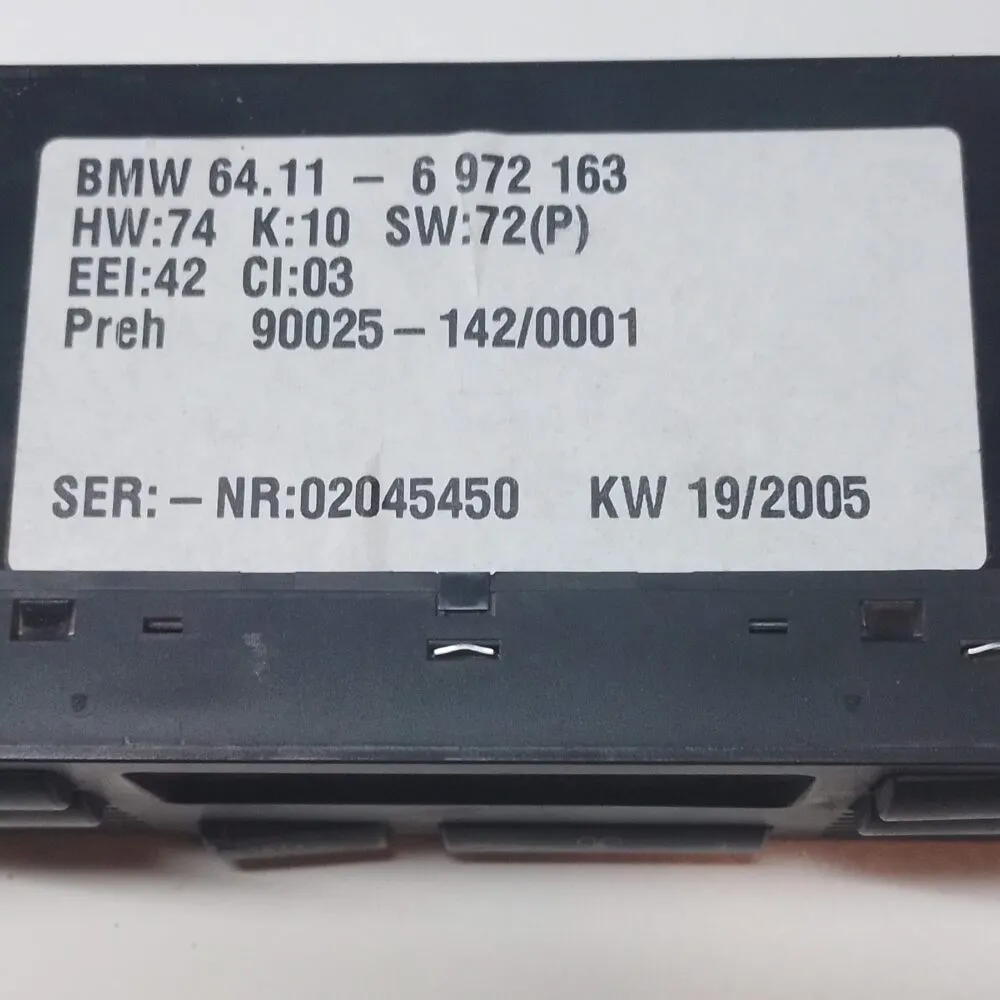 BMW 64.11 – 6 972 163
HW:74 K:10 SW:72(P)
EEI:42 CI:03
Preh 90025–142/0001
SER:–NR:02045450 KW 19/2005